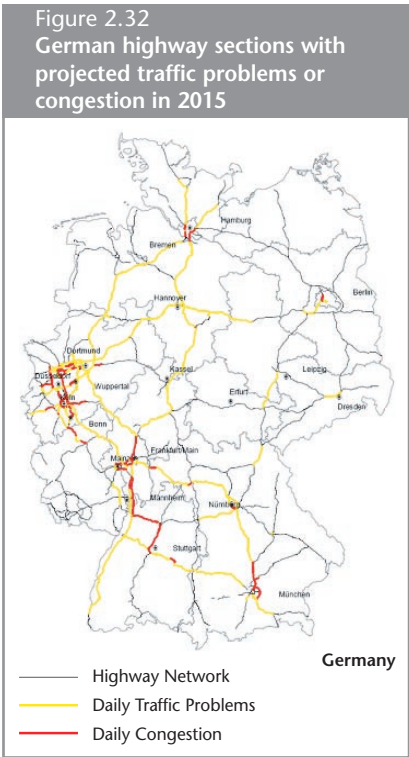 Figure 2.32
German highway sections with
projected traffic problems or
congestion in 2015
Hamburg
Bremen
Berlin
Hannover
Dortmund
Düsseldorf
Kassel
Leipzig
Wuppertal
Erfurt
Köln
Dresden
Bonn
Frankfurt/Main
Mainz
Mannheim
Nürnberg
Stuttgart
München
Germany
Highway Network
Daily Traffic Problems
Daily Congestion